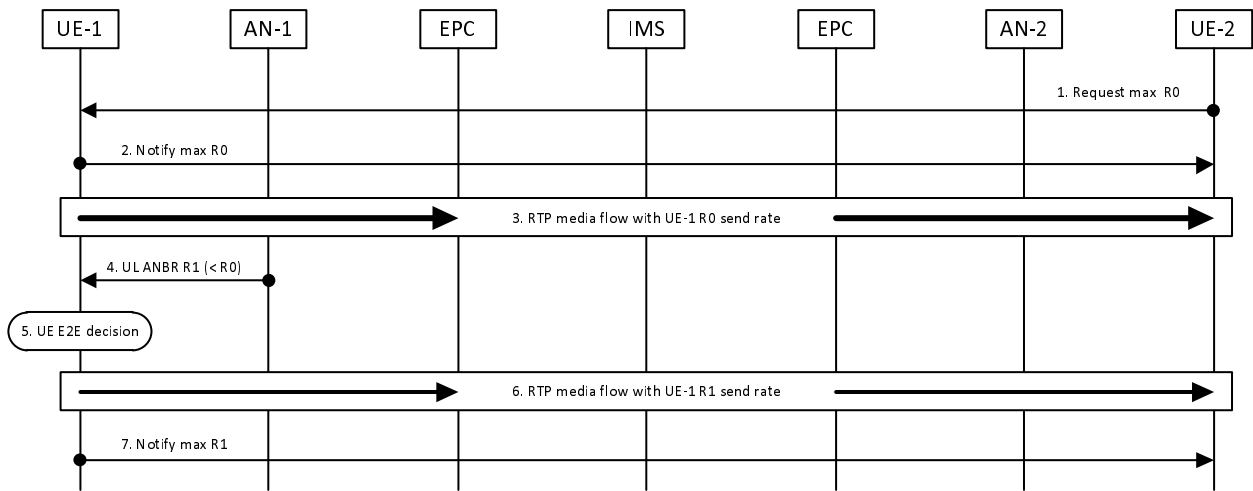 UE-1
AN-1
EPC
IMS
EPC
AN-2
UE-2
1. Request max R0
2. Notify max R0
3. RTP media flow with UE-1 R0 send rate
4. UL ANBR R1 (< R0)
5. UE E2E decision
6. RTP media flow with UE-1 R1 send rate
7. Notify max R1